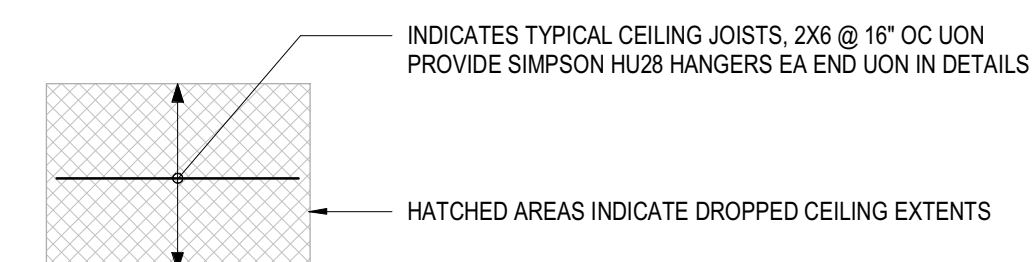 INDICATES TYPICAL CEILING JOISTS, 2X6 @ 16" OC UON
PROVIDE SIMPSON HU28 HANGERS EA END UON IN DETAILS
HATCHED AREAS INDICATE DROPPED CEILING EXTENTS